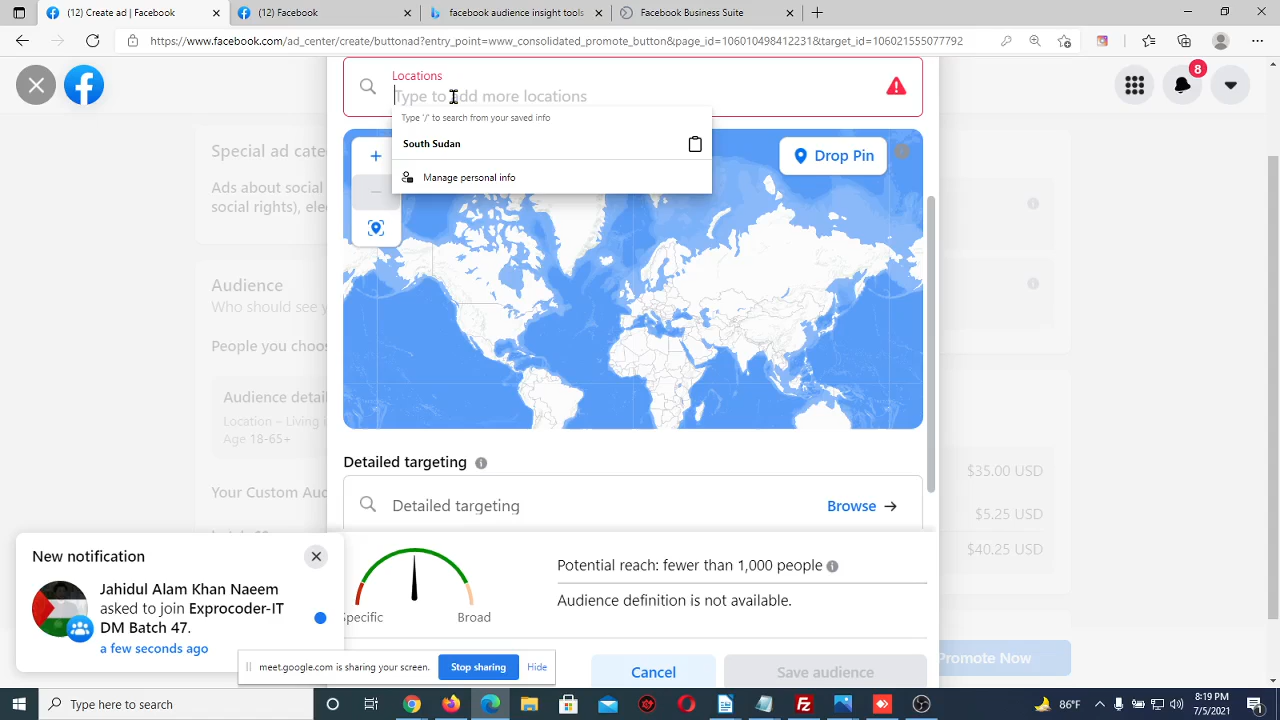 (12) Create ad | Facebook
(12) Facebook
facebook insight tools
Facebook Suite
https://www.facebook.com/ad_center/create/buttonad?entry_point=www_consolidated_promote_button&page_id=106010498412231&target_id=106021555077792
8
Locations
Type to add more locations
Type '/' to search from your saved info
South Sudan
Manage personal info
Drop Pin
Special ad cate
Ads about social
social rights), ele
Audience
Who should see y
People you choos
Audience detai
Location – Living i
Age 18-65+
Your Custom Aud
$35.00 USD
$5.25 USD
$40.25 USD
Promote Now
Detailed targeting
Detailed targeting
Browse →
Specific
Broad
Potential reach: fewer than 1,000 people
Audience definition is not available.
Cancel
Save audience
New notification
Jahidul Alam Khan Naeem
asked to join Exprocoder-IT
DM Batch 47.
a few seconds ago
meet.google.com is sharing your screen.
Stop sharing
Hide
Type here to search
86°F
8:19 PM
7/5/2021